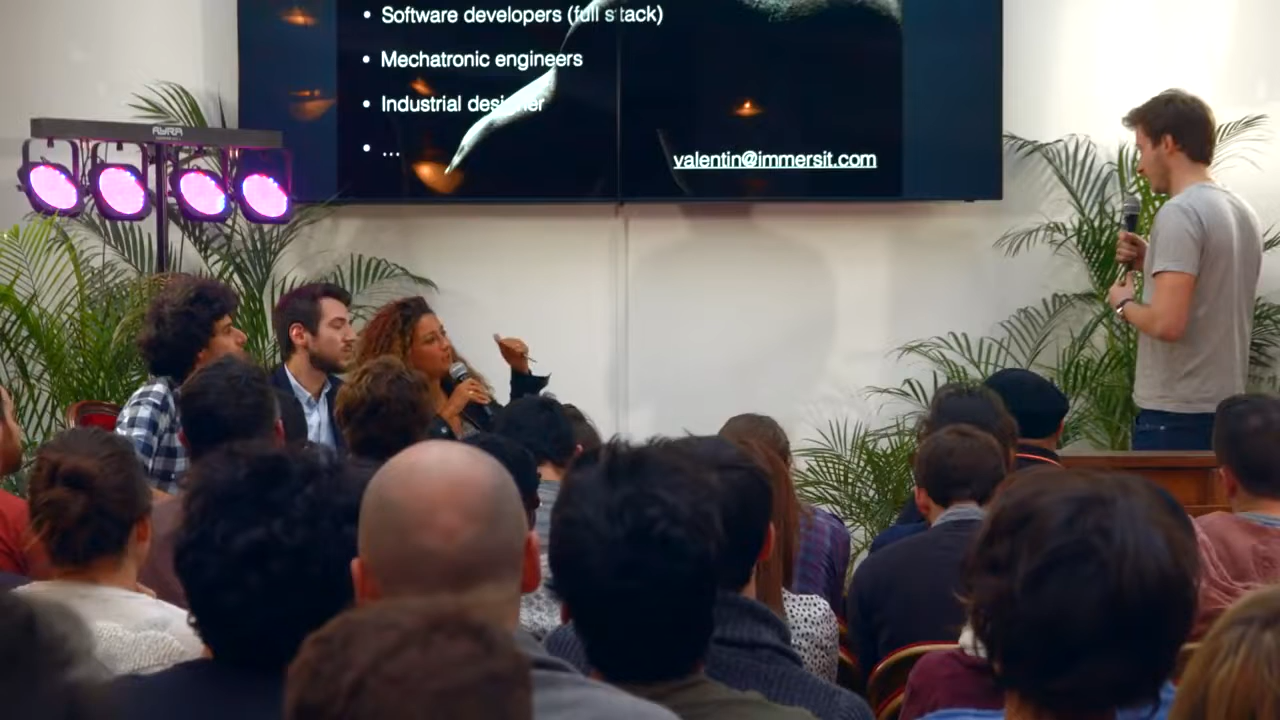 • Software developers (full stack)
• Mechatronic engineers
• Industrial designer
• ...
valentin@immersit.com
AYRA